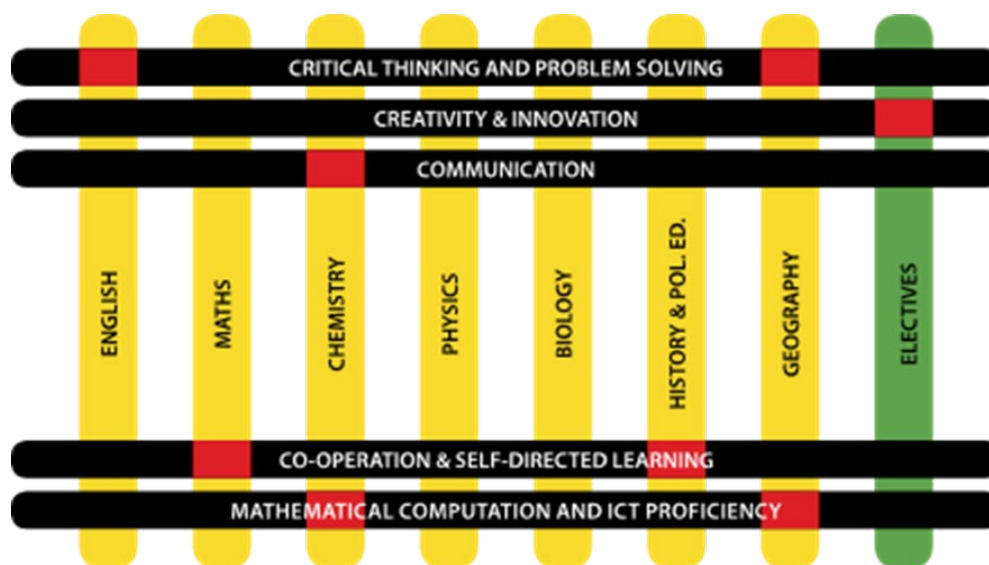 CRITICAL THINKING AND PROBLEM SOLVING
CREATIVITY & INNOVATION
COMMUNICATION
ENGLISH
MATHS
CHEMISTRY
PHYSICS
BIOLOGY
HISTORY & POL. ED.
GEOGRAPHY
ELECTIVES
CO-OPERATION & SELF-DIRECTED LEARNING
MATHEMATICAL COMPUTATION AND ICT PROFICIENCY